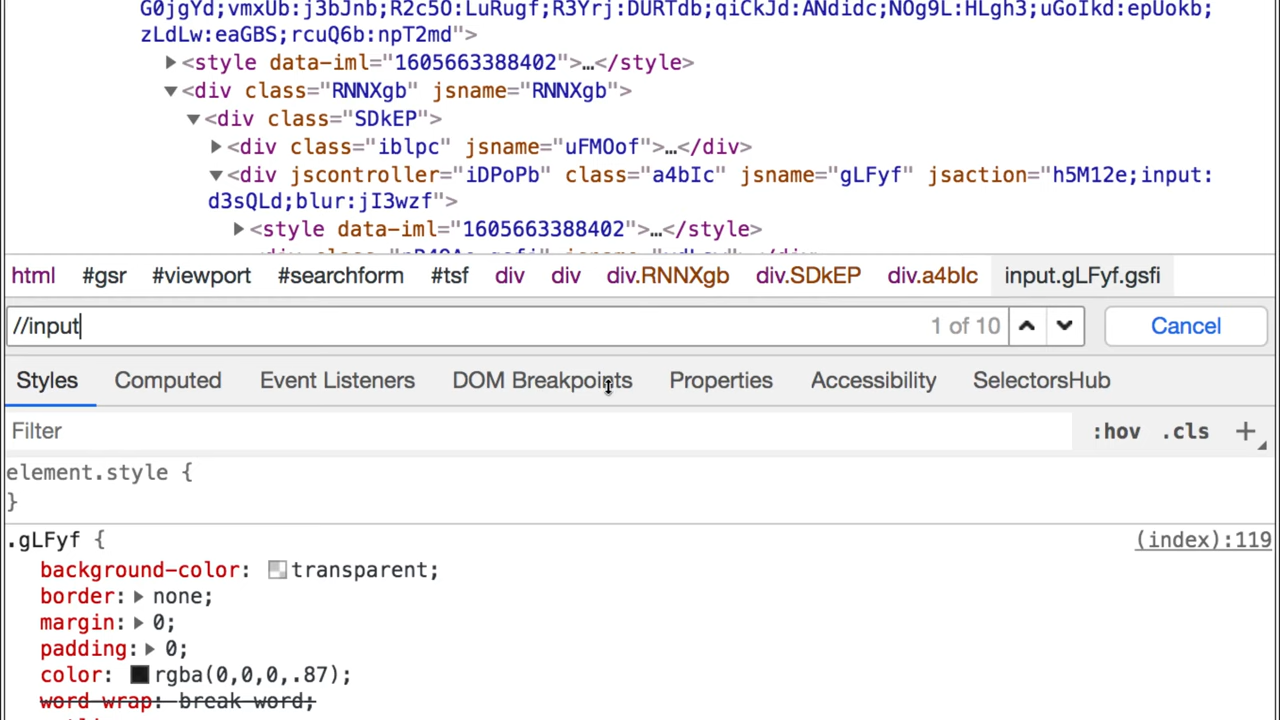 G0jgYd;vmxUb:j3bJnb;R2c5O:LuRugf;R3Yrj:DURTdb;qiCkJd:ANdidc;NOg9L:HLgh3;uGoIkd:epUokb;
zLdLw:eaGBS;rcuQ6b:npT2md">
<style data-iml="1605663388402">…</style>
<div class="RNNXgb" jsname="RNNXgb">
<div class="SDkEP">
<div class="iblpc" jsname="uFMOof">…</div>
<div jscontroller="iDPoPb" class="a4bIc" jsname="gLFyf" jsaction="h5M12e;input:
d3sQLd;blur:jI3wzf">
<style data-iml="1605663388402">…</style>
html #gsr #viewport #searchform #tsf div div div.RNNXgb div.SDkEP div.a4bIc input.gLFyf.gsfi
//input 1 of 10 Cancel
Styles Computed Event Listeners DOM Breakpoints Properties Accessibility SelectorsHub
Filter :hov .cls +
element.style {
}
.gLFyf { (index):119
background-color: transparent;
border: none;
margin: 0;
padding: 0;
color: rgba(0,0,0,.87);
word-wrap: break-word;